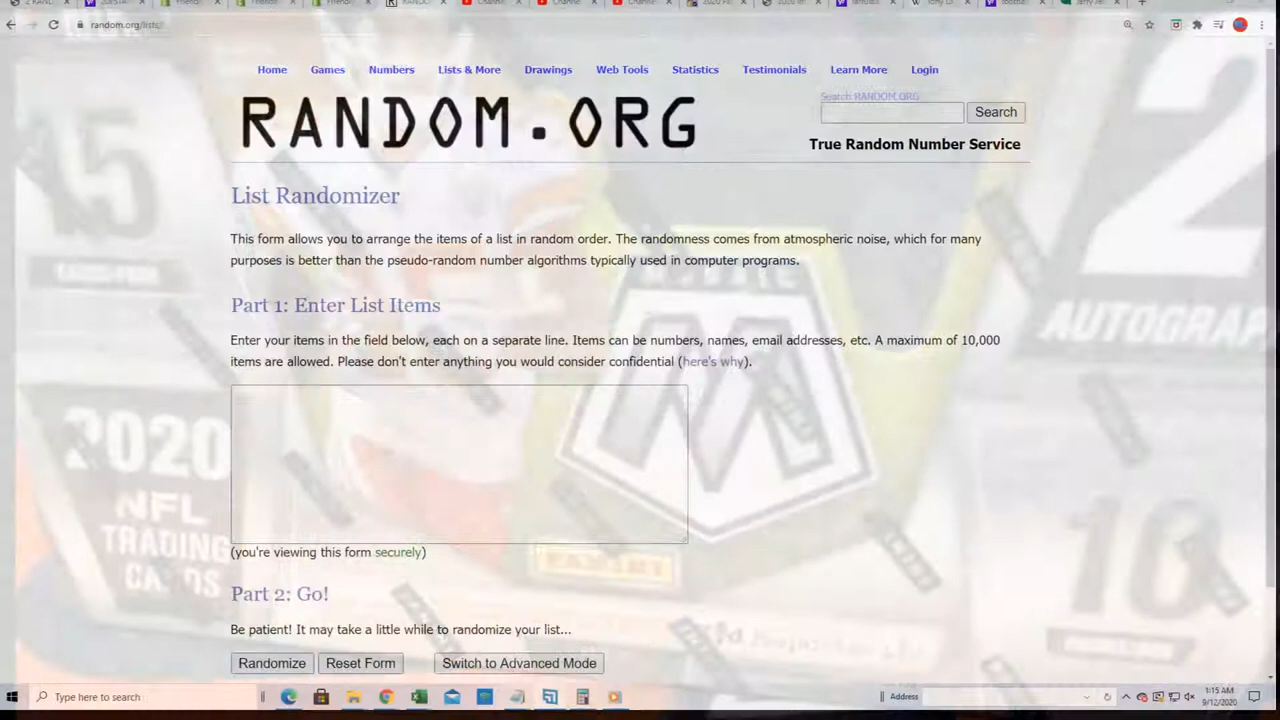 random.org/lists/
Home Games Numbers Lists & More Drawings Web Tools Statistics Testimonials Learn More Login
RANDOM.ORG
Search RANDOM.ORG
Search
True Random Number Service
List Randomizer
This form allows you to arrange the items of a list in random order. The randomness comes from atmospheric noise, which for many
purposes is better than the pseudo-random number algorithms typically used in computer programs.
Part 1: Enter List Items
Enter your items in the field below, each on a separate line. Items can be numbers, names, email addresses, etc. A maximum of 10,000
items are allowed. Please don't enter anything you would consider confidential (here's why).
(you're viewing this form securely)
Part 2: Go!
Be patient! It may take a little while to randomize your list...
Randomize Reset Form Switch to Advanced Mode
45
2
AUTOGRAPH
MOSAIC
2020
NFL
TRADING
CARDS
PANINI
10
Type here to search
Address
1:15 AM
9/12/2020